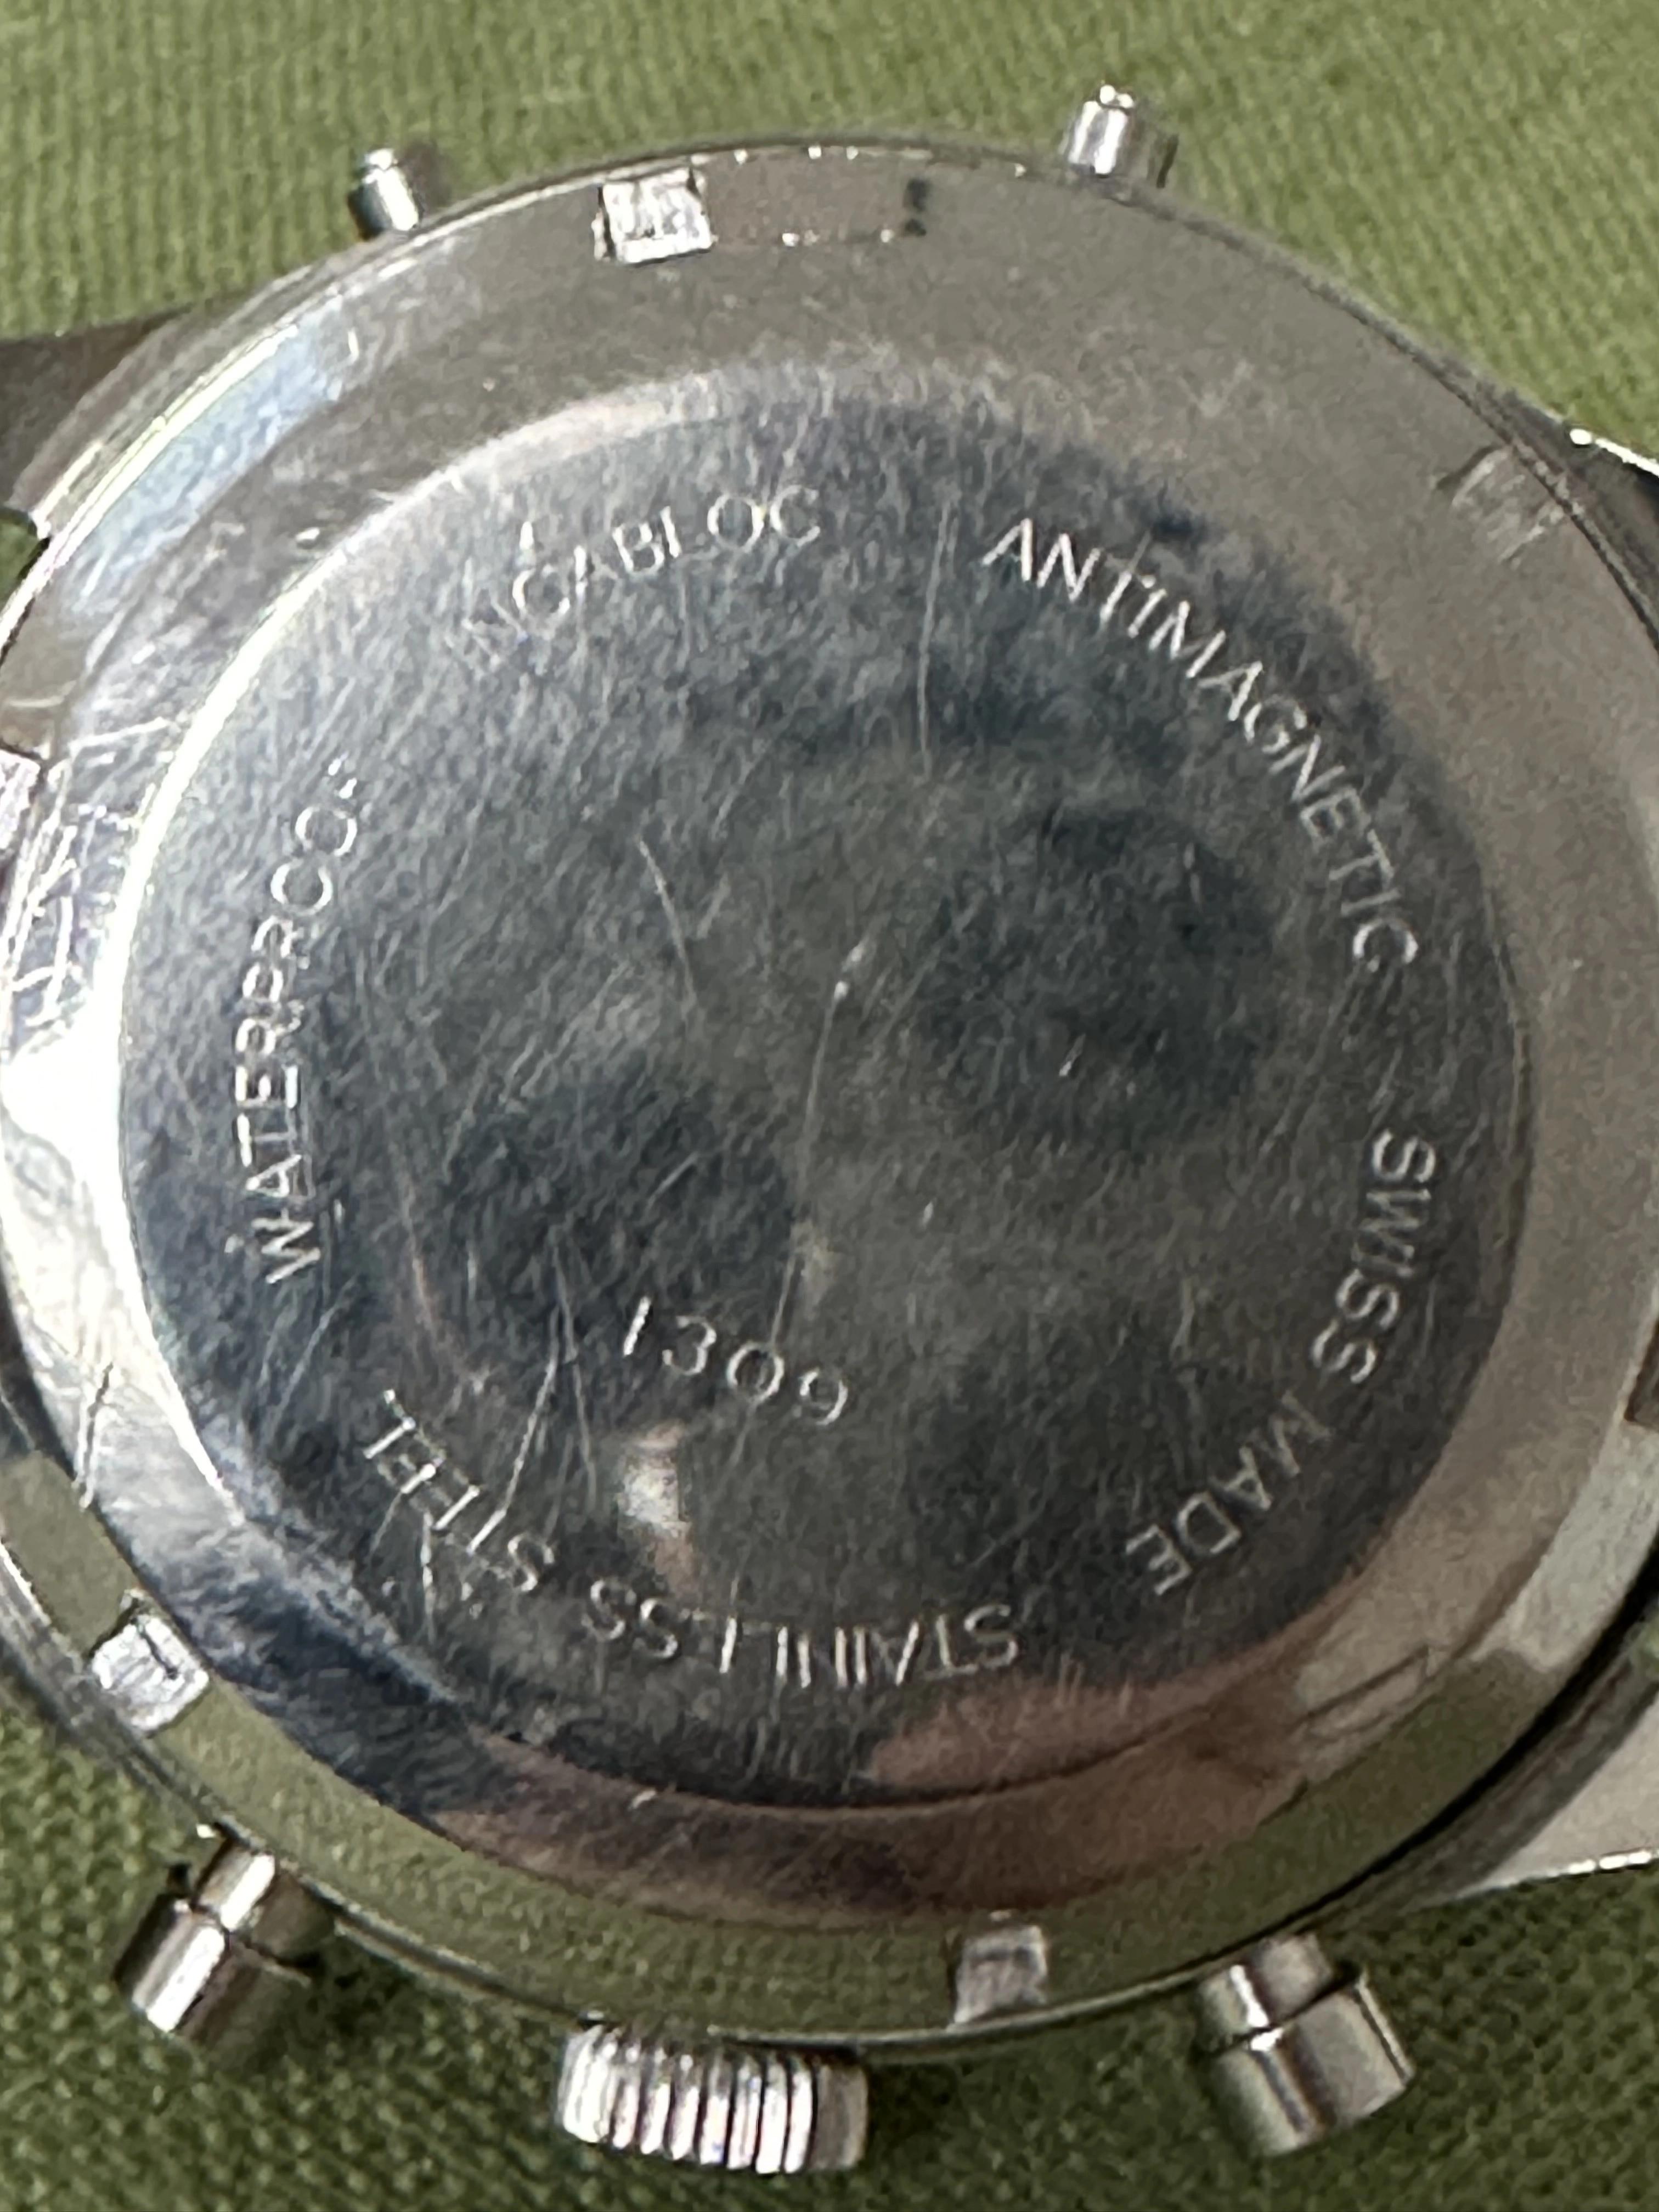 WATERPROOF
INCABLOC
ANTIMAGNETIC
SWISS MADE
STAINLESS STEEL
1309